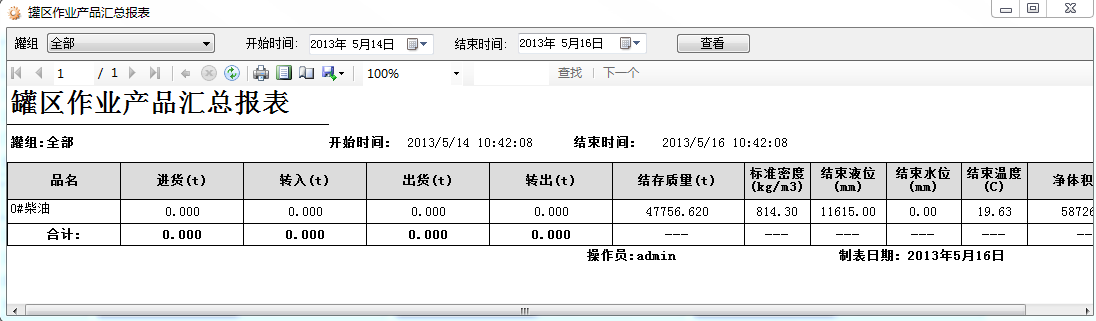 罐区作业产品汇总报表
罐组 全部 开始时间: 2013年 5月14日 结束时间: 2013年 5月16日 查看
1 / 1 100% 查找 | 下一个
罐区作业产品汇总报表
罐组:全部 开始时间: 2013/5/14 10:42:08 结束时间: 2013/5/16 10:42:08
品名 进货(t) 转入(t) 出货(t) 转出(t) 结存质量(t) 标准密度(kg/m3) 结束液位(mm) 结束水位(mm) 结束温度(C) 净体积
0#柴油 0.000 0.000 0.000 0.000 47756.620 814.30 11615.00 0.00 19.63 58726
合计: 0.000 0.000 0.000 0.000 --- --- --- --- --- ---
操作员:admin 制表日期: 2013年5月16日